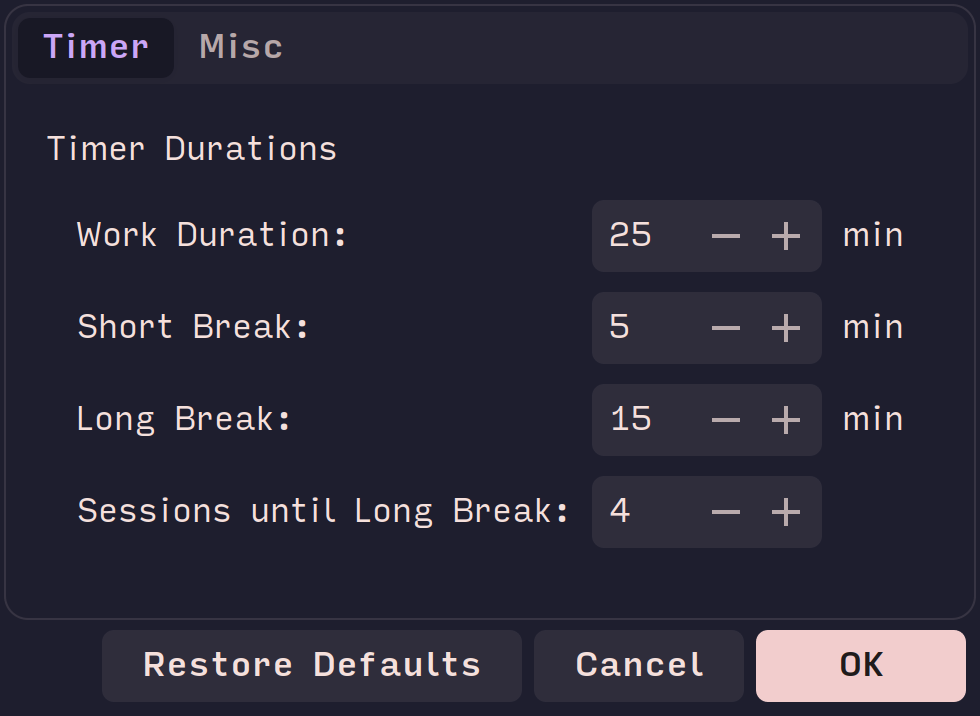 Timer Misc
Timer Durations
Work Duration: 25 min
Short Break: 5 min
Long Break: 15 min
Sessions until Long Break: 4
Restore Defaults Cancel OK